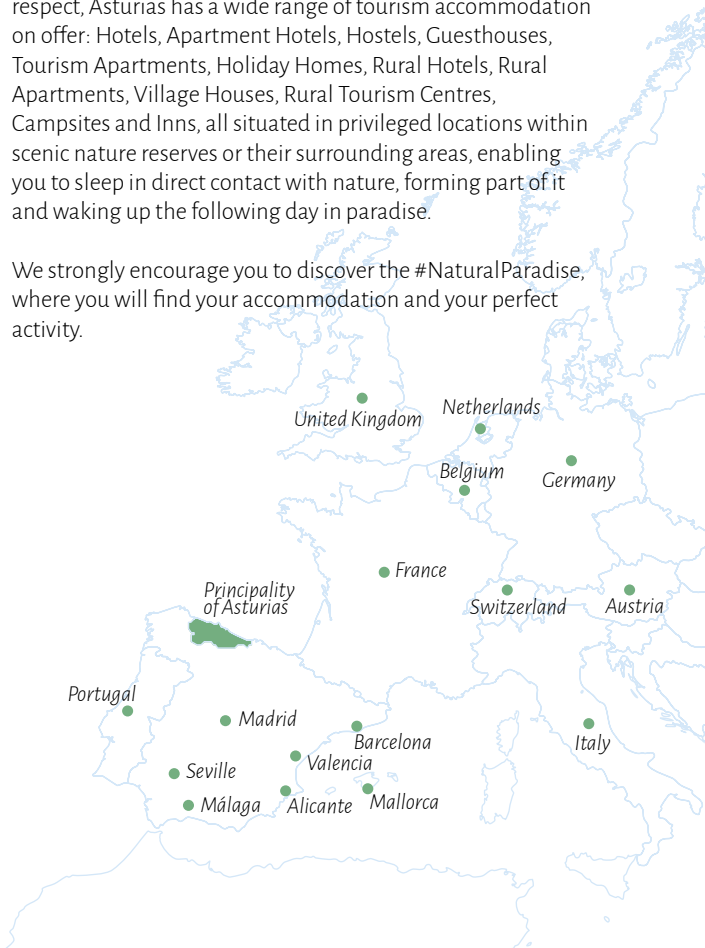 respect, Asturias has a wide range of tourism accommodation
on offer: Hotels, Apartment Hotels, Hostels, Guesthouses,
Tourism Apartments, Holiday Homes, Rural Hotels, Rural
Apartments, Village Houses, Rural Tourism Centres,
Campsites and Inns, all situated in privileged locations within
scenic nature reserves or their surrounding areas, enabling
you to sleep in direct contact with nature, forming part of it
and waking up the following day in paradise.
We strongly encourage you to discover the #NaturalParadise,
where you will find your accommodation and your perfect
activity.
Netherlands
United Kingdom
Belgium
Germany
France
Principality
of Asturias
Switzerland
Austria
Portugal
Madrid
Barcelona
Italy
Valencia
Seville
Málaga
Alicante
Mallorca